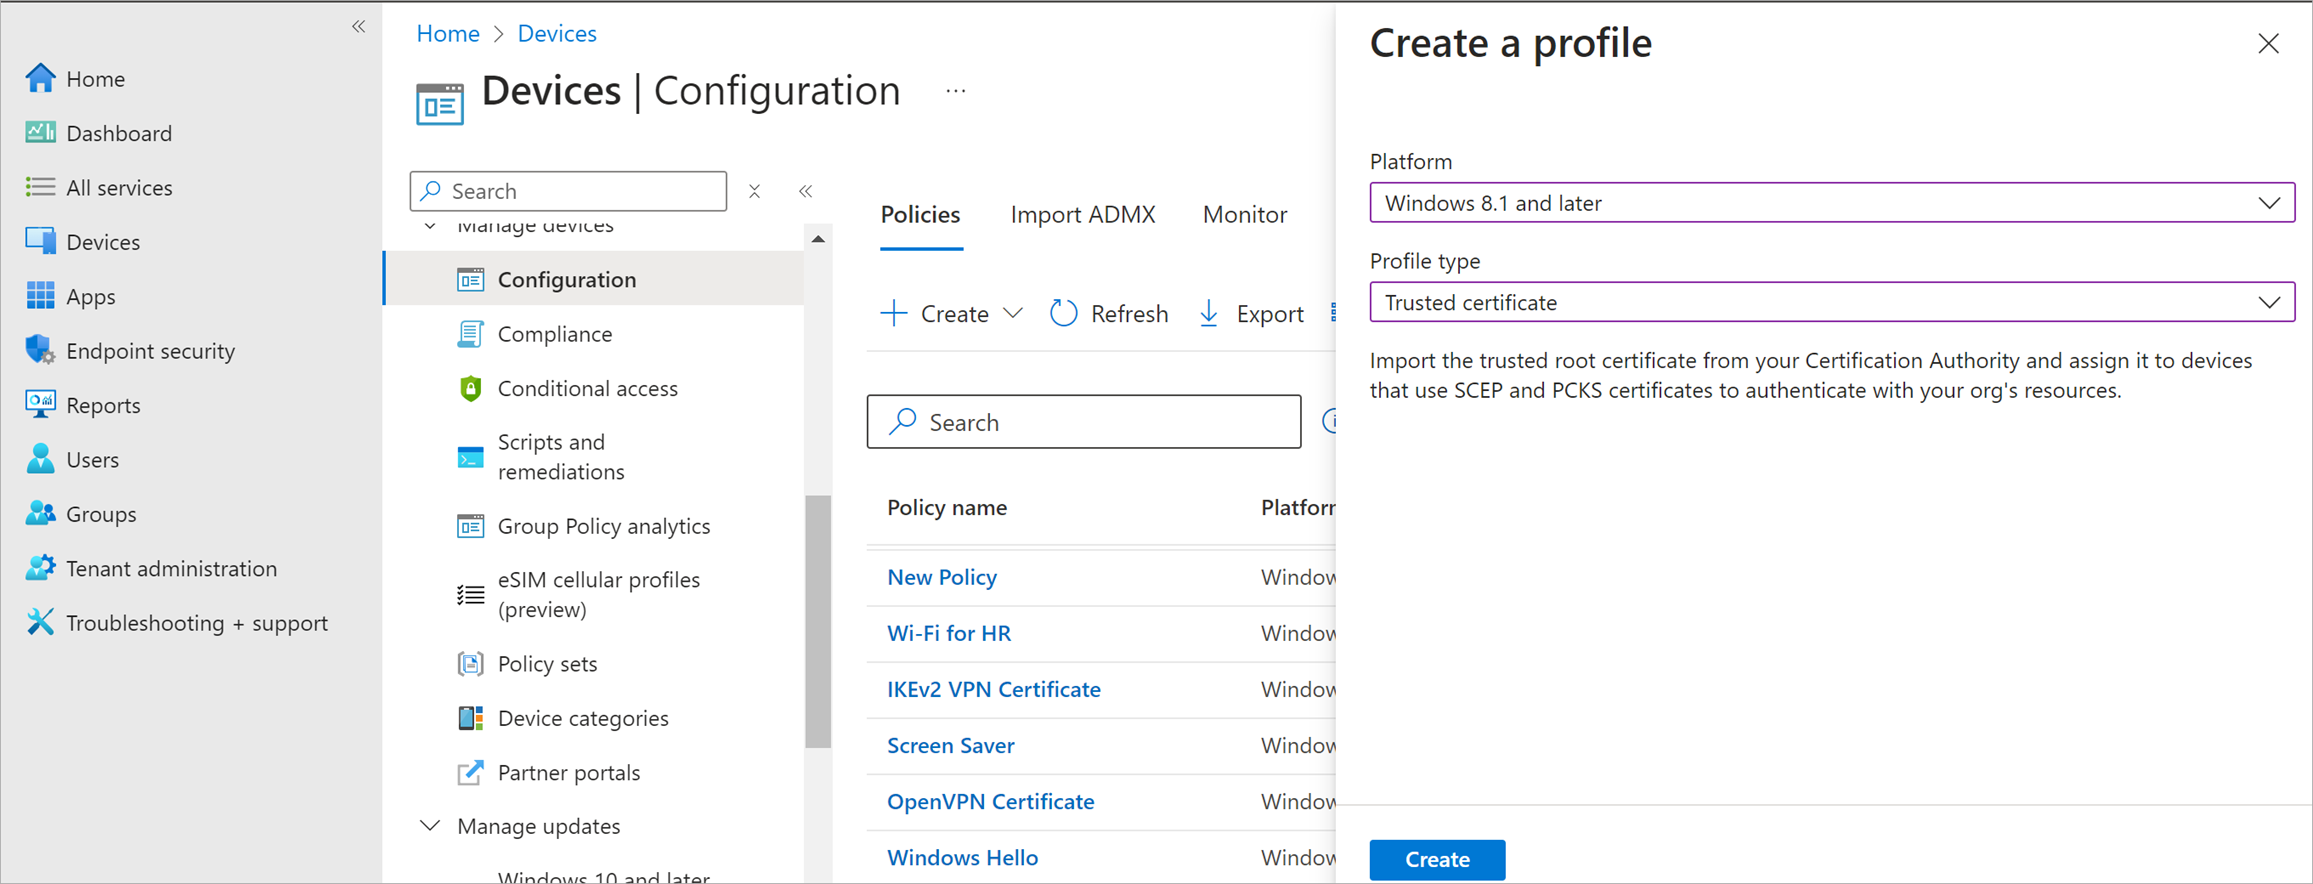 Home
Dashboard
All services
Devices
Apps
Endpoint security
Reports
Users
Groups
Tenant administration
Troubleshooting + support
Home > Devices
Devices | Configuration ...
Search
Manage devices
Configuration
Compliance
Conditional access
Scripts and
remediations
Group Policy analytics
eSIM cellular profiles
(preview)
Policy sets
Device categories
Partner portals
Manage updates
Windows 10 and later
Policies Import ADMX Monitor
Create Refresh Export
Search
Policy name Platfor
New Policy Window
Wi-Fi for HR Window
IKEv2 VPN Certificate Window
Screen Saver Window
OpenVPN Certificate Window
Windows Hello Window
Create a profile
Platform
Windows 8.1 and later
Profile type
Trusted certificate
Import the trusted root certificate from your Certification Authority and assign it to devices
that use SCEP and PCKS certificates to authenticate with your org's resources.
Create